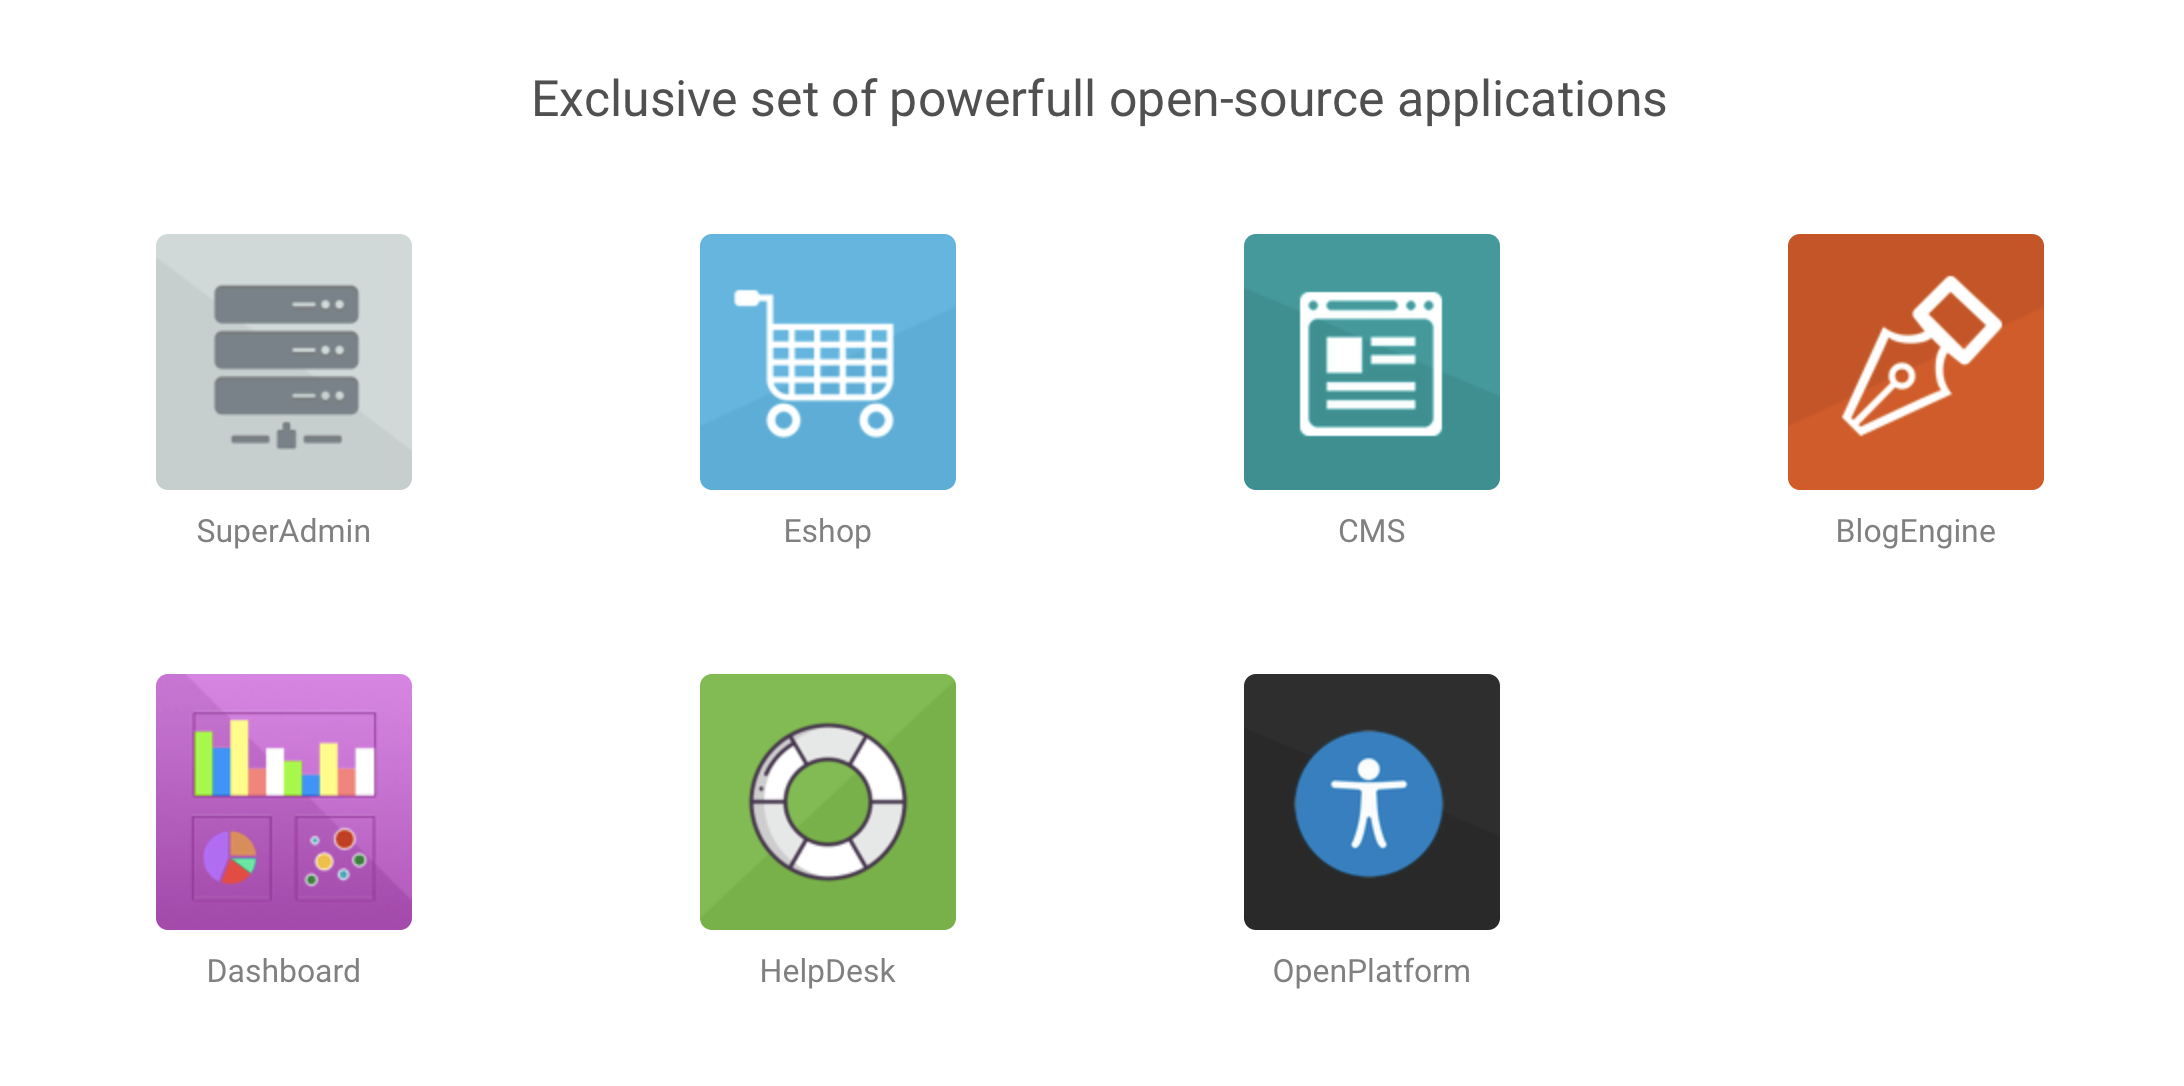 Exclusive set of powerfull open-source applications
SuperAdmin
Eshop
CMS
BlogEngine
Dashboard
HelpDesk
OpenPlatform